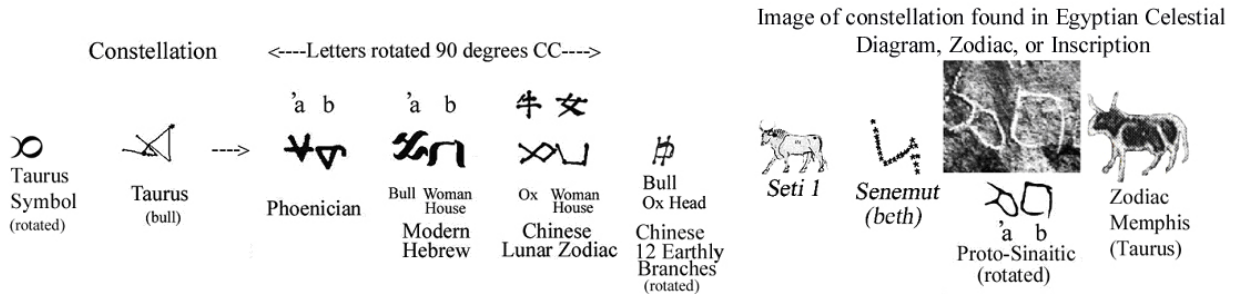 Image of constellation found in Egyptian Celestial
Diagram, Zodiac, or Inscription
Constellation
<----Letters rotated 90 degrees CC---->
'a b
'a b
牛 女
Taurus
Symbol
(rotated)
Taurus
(bull)
---->
Phoenician
Bull Woman
House
Modern
Hebrew
Ox Woman
House
Chinese
Lunar Zodiac
Bull
Ox Head
Chinese
12 Earthly
Branches
(rotated)
Seti 1
Senemut
(beth)
'a b
Proto-Sinaitic
(rotated)
Zodiac
Memphis
(Taurus)